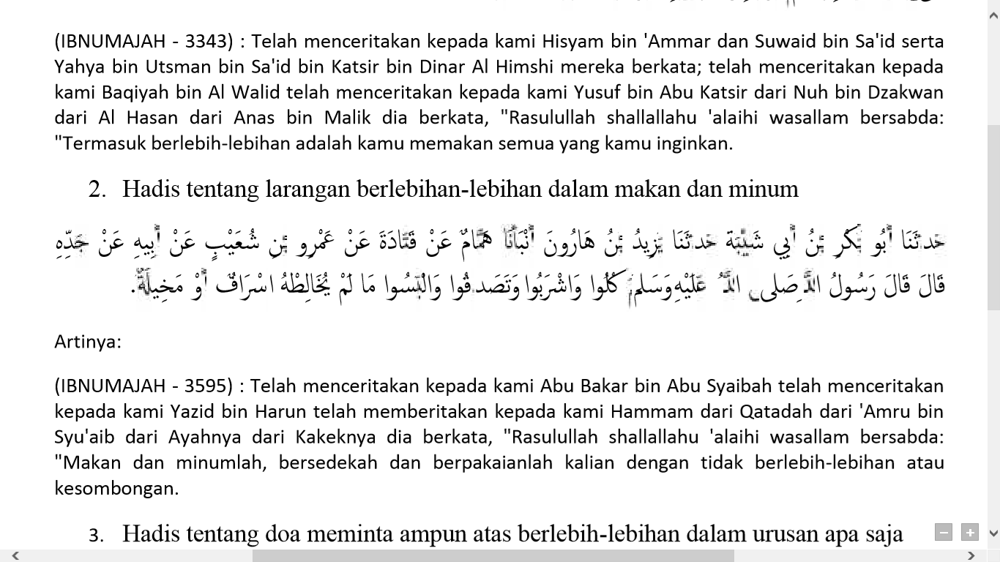 (IBNUMAJAH - 3343) : Telah menceritakan kepada kami Hisyam bin 'Ammar dan Suwaid bin Sa'id serta
Yahya bin Utsman bin Sa'id bin Katsir bin Dinar Al Himshi mereka berkata; telah menceritakan kepada
kami Baqiyah bin Al Walid telah menceritakan kepada kami Yusuf bin Abu Katsir dari Nuh bin Dzakwan
dari Al Hasan dari Anas bin Malik dia berkata, "Rasulullah shallallahu 'alaihi wasallam bersabda:
"Termasuk berlebih-lebihan adalah kamu memakan semua yang kamu inginkan.
2. Hadis tentang larangan berlebihan-lebihan dalam makan dan minum
حَدثَنَا أَبُو بَكْرِ بْنُ أَبِي شَيْبَةَ حَدثَنَا يَزِيدُ بْنُ هَارُونَ أَنْبَأَنَا هَمَّامٌ عَنْ قَتَادَةَ عَنْ عَمْرِو بْنِ شُعَيْبٍ عَنْ أَبِيهِ عَنْ جَدِّهِ
قَالَ قَالَ رَسُولُ اللَّهِ صَلى اللَّهُ عَلَيْهِ وَسَلمَ كُلُوا وَاشْرَبُوا وَتَصَدقُوا وَالْبَسُوا مَا لَمْ يُخَالِطْهُ اسْرَافٌ أَوْ مَخِيلَةٌ.
Artinya:
(IBNUMAJAH - 3595) : Telah menceritakan kepada kami Abu Bakar bin Abu Syaibah telah menceritakan
kepada kami Yazid bin Harun telah memberitakan kepada kami Hammam dari Qatadah dari 'Amru bin
Syu'aib dari Ayahnya dari Kakeknya dia berkata, "Rasulullah shallallahu 'alaihi wasallam bersabda:
"Makan dan minumlah, bersedekah dan berpakaianlah kalian dengan tidak berlebih-lebihan atau
kesombongan.
3. Hadis tentang doa meminta ampun atas berlebih-lebihan dalam urusan apa saja